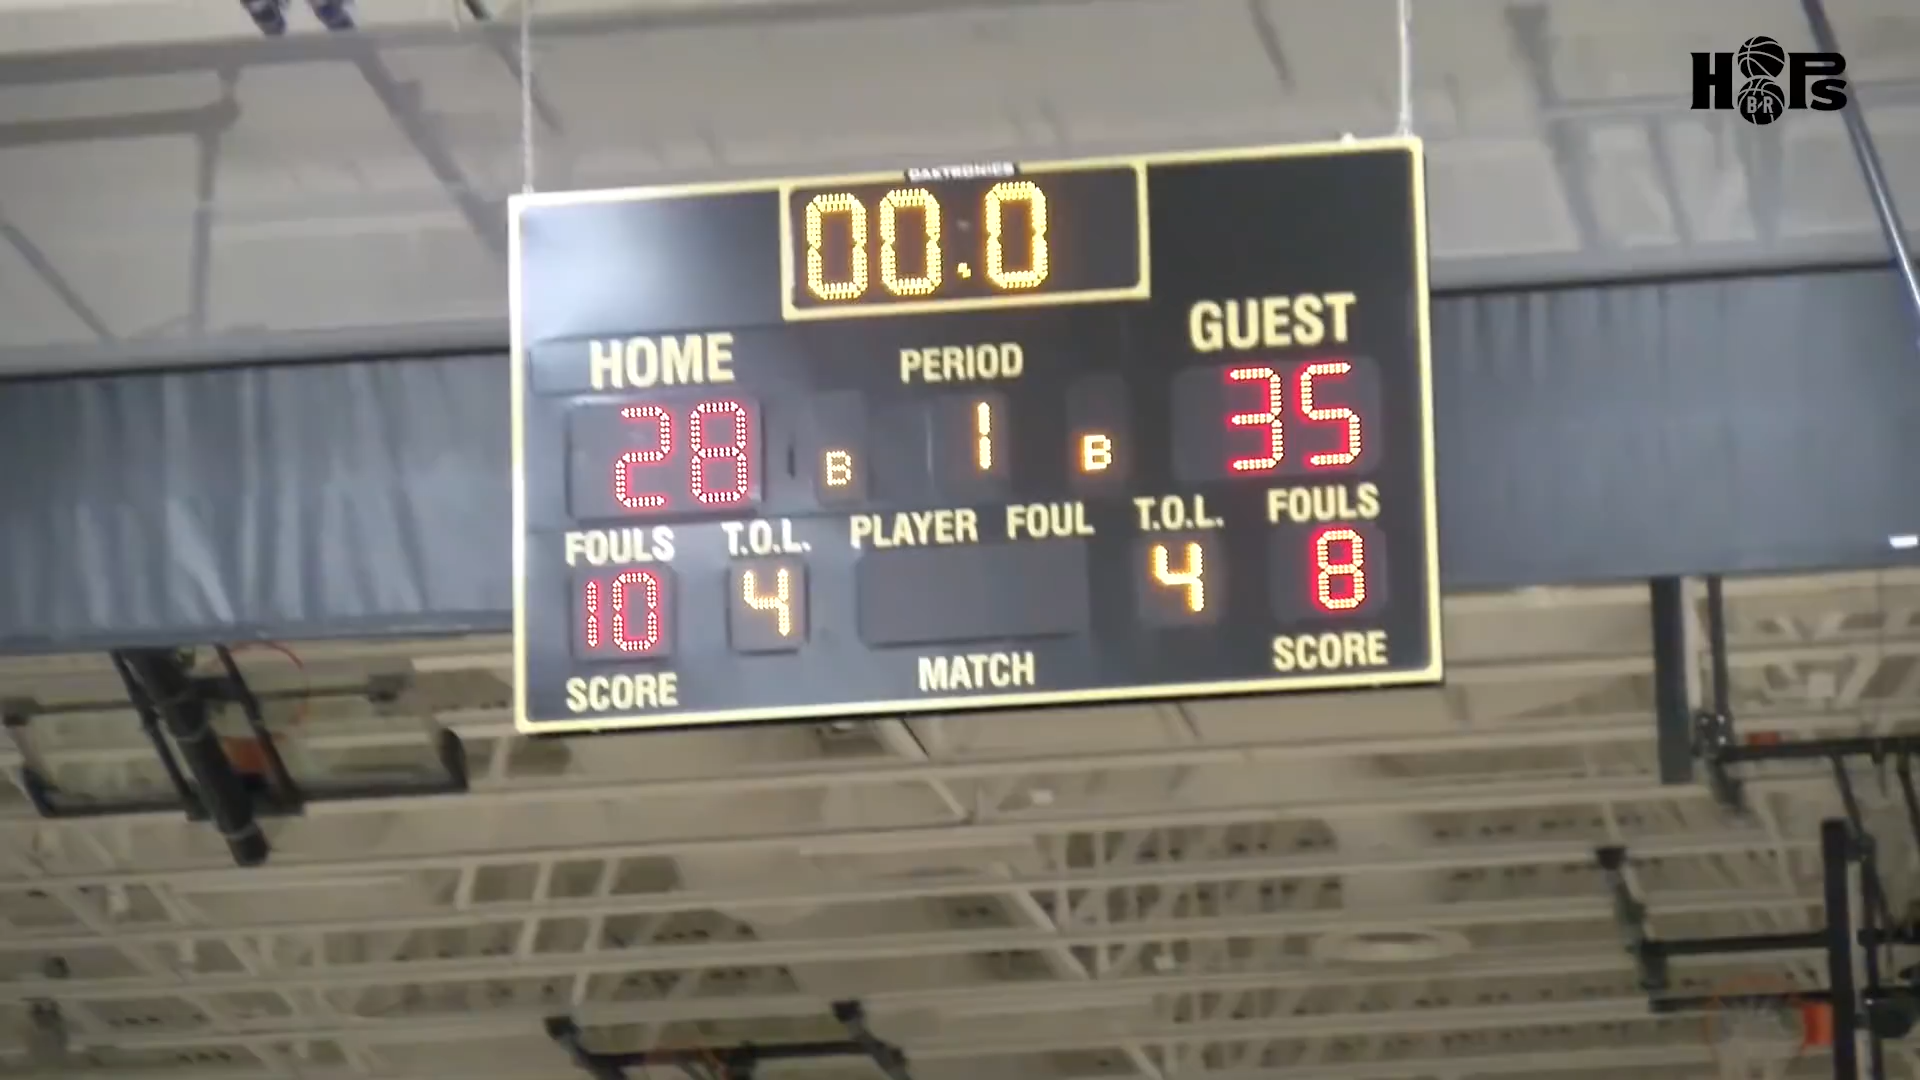 HOOPS
B R
DAKTRONICS
00.0
HOME PERIOD GUEST
28 B 1 B 35
FOULS T.O.L. PLAYER FOUL T.O.L. FOULS
10 4 4 8
SCORE MATCH SCORE